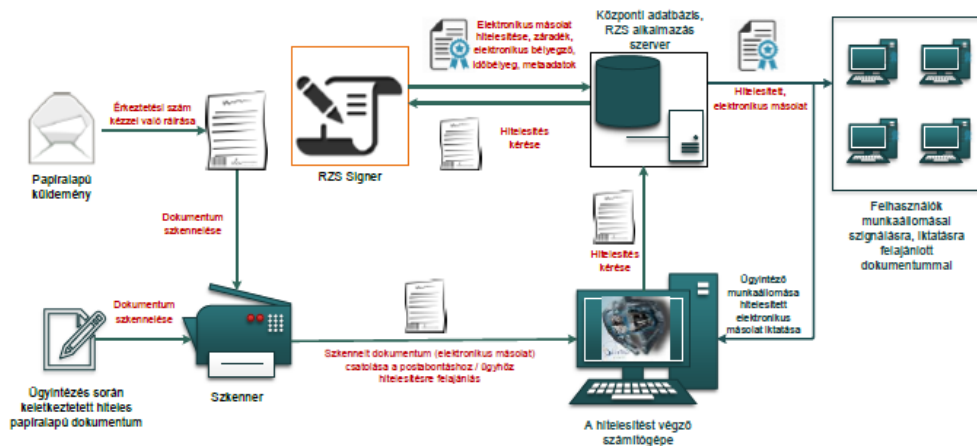 Elektronikus másolat
hitelesítése, záradék,
elektronikus bélyegző,
időbélyeg, metaadatok
Központi adatbázis,
RZS alkalmazás
szerver
Érkeztetési szám
kézzel való ráírása
Hitelesített,
elektronikus másolat
Hitelesítés
kérése
Papíralapú
küldemény
RZS Signer
Felhasználók
munkaállomásai
szignálásra, iktatásra
felajánlott
dokumentummal
Dokumentum
szkennelése
Hitelesítés
kérése
Ügyintéző
munkaállomása
hitelesített
elektronikus
másolat iktatása
Dokumentum
szkennelése
Szkennelt dokumentum (elektronikus másolat)
csatolása a postabontáshoz / ügyhöz
hitelesítésre felajánlás
Ügyintézés során
keletkeztetett hiteles
papíralapú dokumentum
Szkenner
A hitelesítést végző
számítógépe